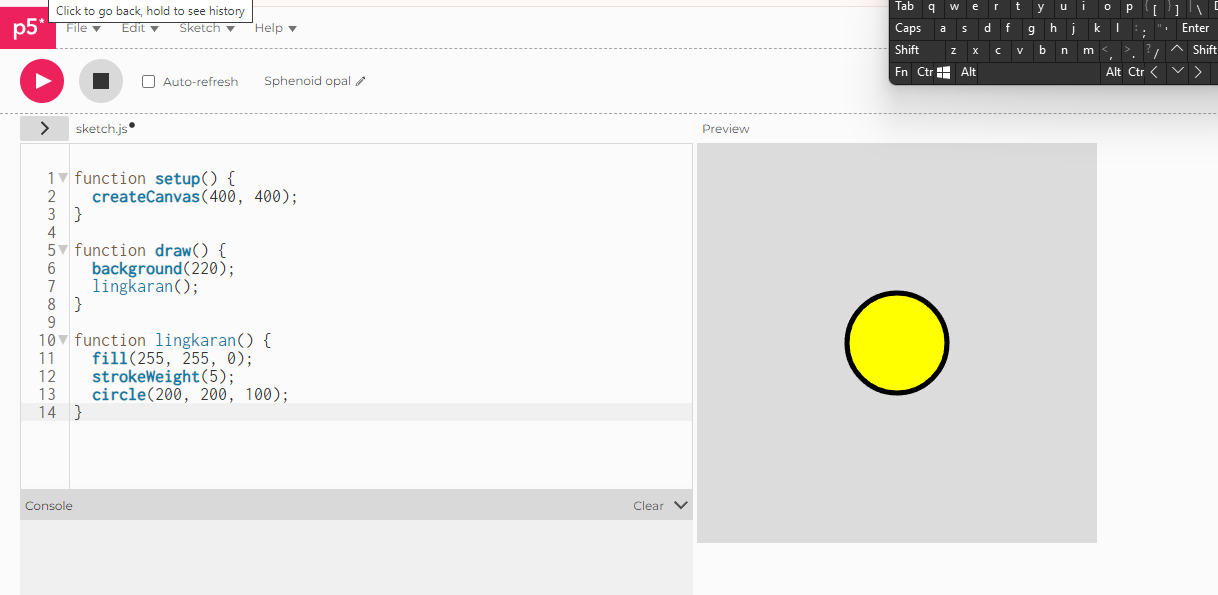 Click to go back, hold to see history
p5*
File Edit Sketch Help
Tab q w e r t y u i o p { [ } ] | \
Caps a s d f g h j k l : ; " ' Enter
Shift z x c v b n m < , > . ? / Shift
Fn Ctr Alt Alt Ctr
Auto-refresh Sphenoid opal
sketch.js
Preview
1 function setup() {
2 createCanvas(400, 400);
3 }
4
5 function draw() {
6 background(220);
7 lingkaran();
8 }
9
10 function lingkaran() {
11 fill(255, 255, 0);
12 strokeWeight(5);
13 circle(200, 200, 100);
14 }
Console Clear